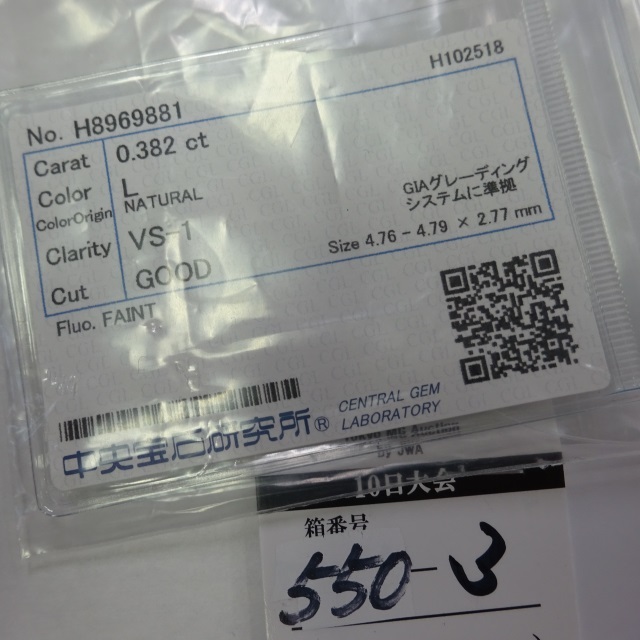 H102518
No. H8969881
Carat 0.382 ct
Color L
ColorOrigin NATURAL
Clarity VS-1
Cut GOOD
GIAグレーディング
システムに準拠
Size 4.76 - 4.79 × 2.77 mm
Fluo. FAINT
中央宝石研究所® CENTRAL GEM
LABORATORY
by JWA
10日大会
箱番号
550-3